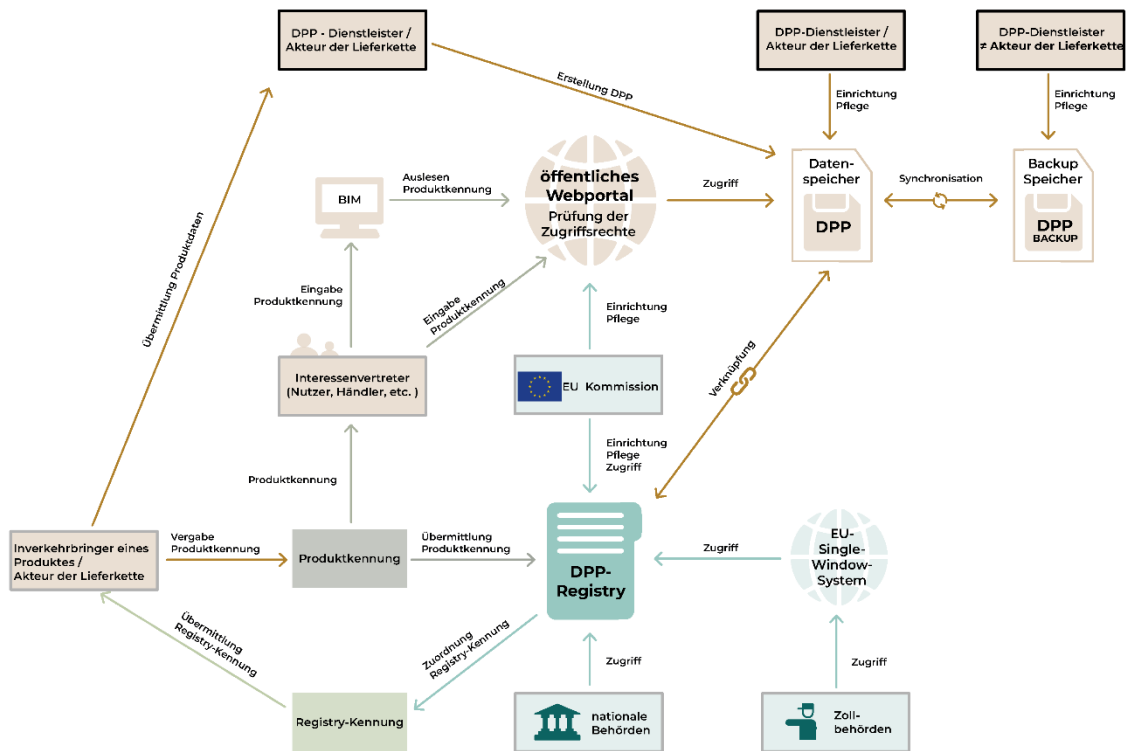 DPP - Dienstleister /
Akteur der Lieferkette
DPP-Dienstleister /
Akteur der Lieferkette
DPP-Dienstleister
≠ Akteur der Lieferkette
Erstellung DPP
Einrichtung
Pflege
Einrichtung
Pflege
Übermittlung Produktdaten
BIM
Auslesen
Produktkennung
öffentliches
Webportal
Prüfung der
Zugriffsrechte
Zugriff
Daten-
speicher
DPP
Synchronisation
Backup
Speicher
DPP
BACKUP
Eingabe
Produktkennung
Eingabe
Produktkennung
Einrichtung
Pflege
Verknüpfung
Interessenvertreter
(Nutzer, Händler, etc. )
EU Kommission
Einrichtung
Pflege
Zugriff
Produktkennung
Inverkehrbringer eines
Produktes /
Akteur der Lieferkette
Vergabe
Produktkennung
Produktkennung
Übermittlung
Produktkennung
DPP-
Registry
Zugriff
EU-
Single-
Window-
System
Übermittlung
Registry-Kennung
Zuordnung
Registry-Kennung
Zugriff
Zugriff
Registry-Kennung
nationale
Behörden
Zoll-
behörden